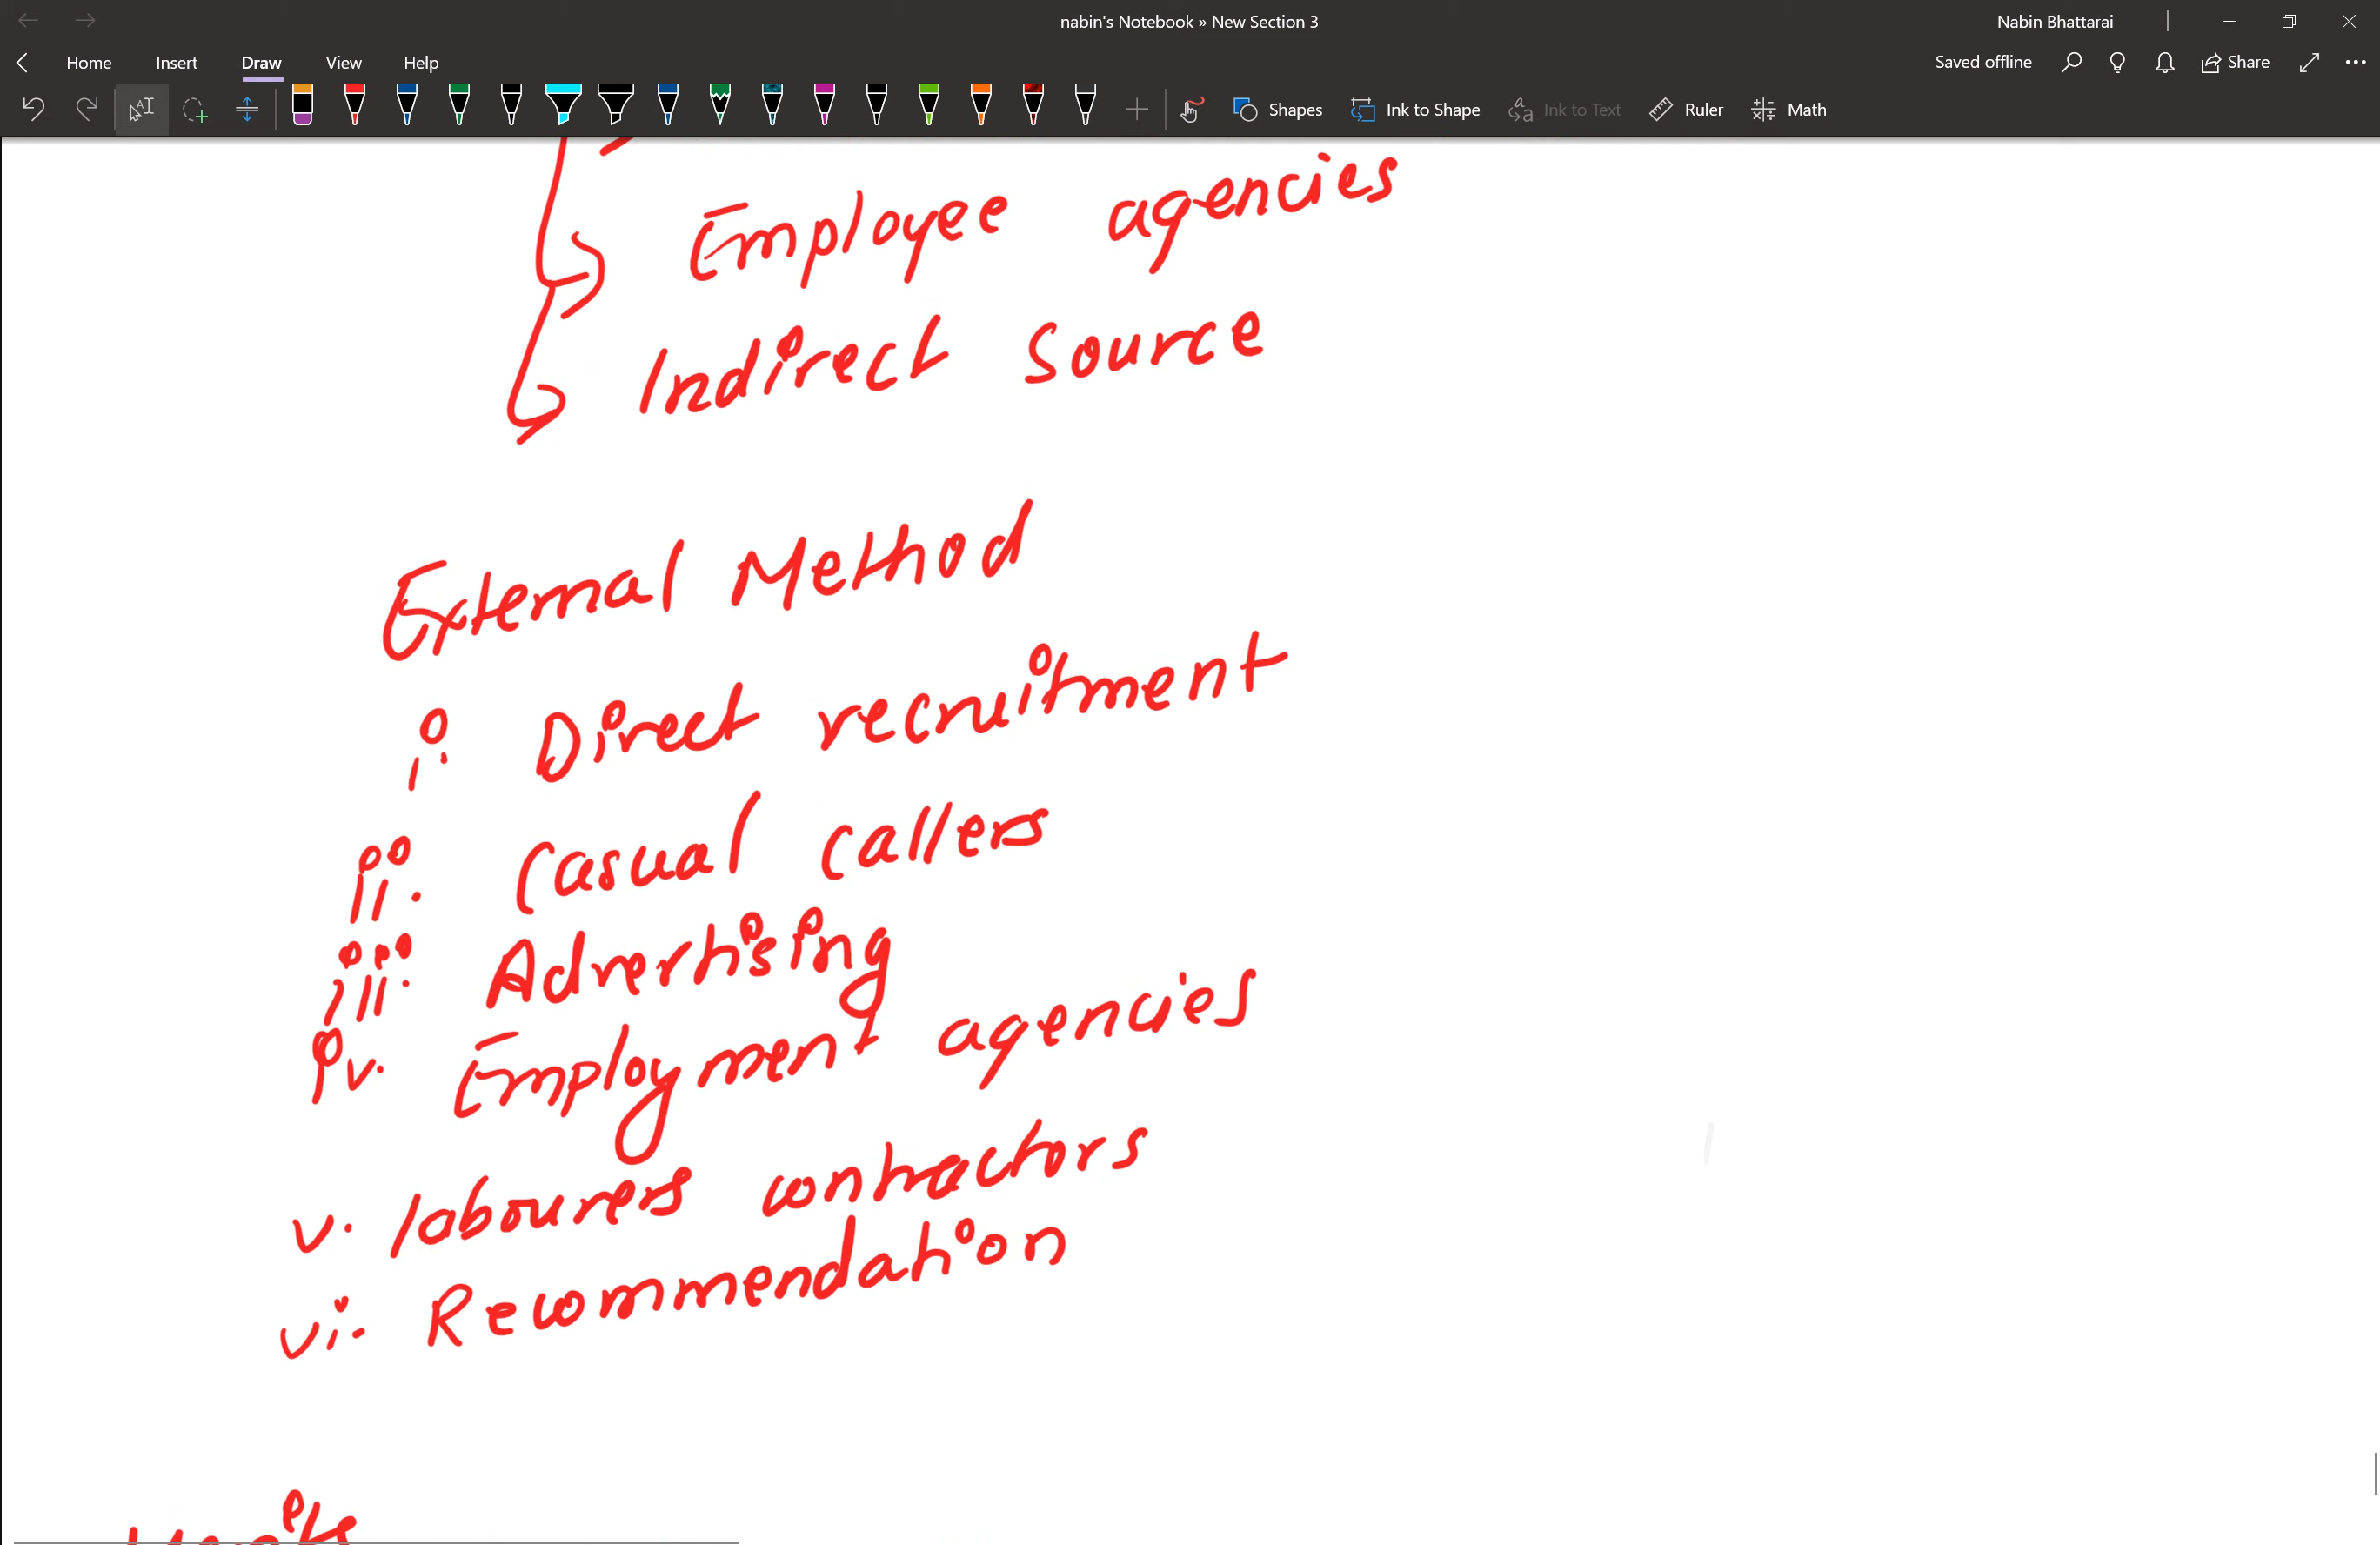 nabin's Notebook » New Section 3
Nabin Bhattarai
Home Insert Draw View Help
Saved offline
Share
Shapes
Ink to Shape
Ink to Text
Ruler
Math
Employee agencies
Indirect Source
External Method
i. Direct recruitment
ii. Casual callers
iii. Advertising
iv. Employment agencies
v. labourers contractors
vi. Recommendation